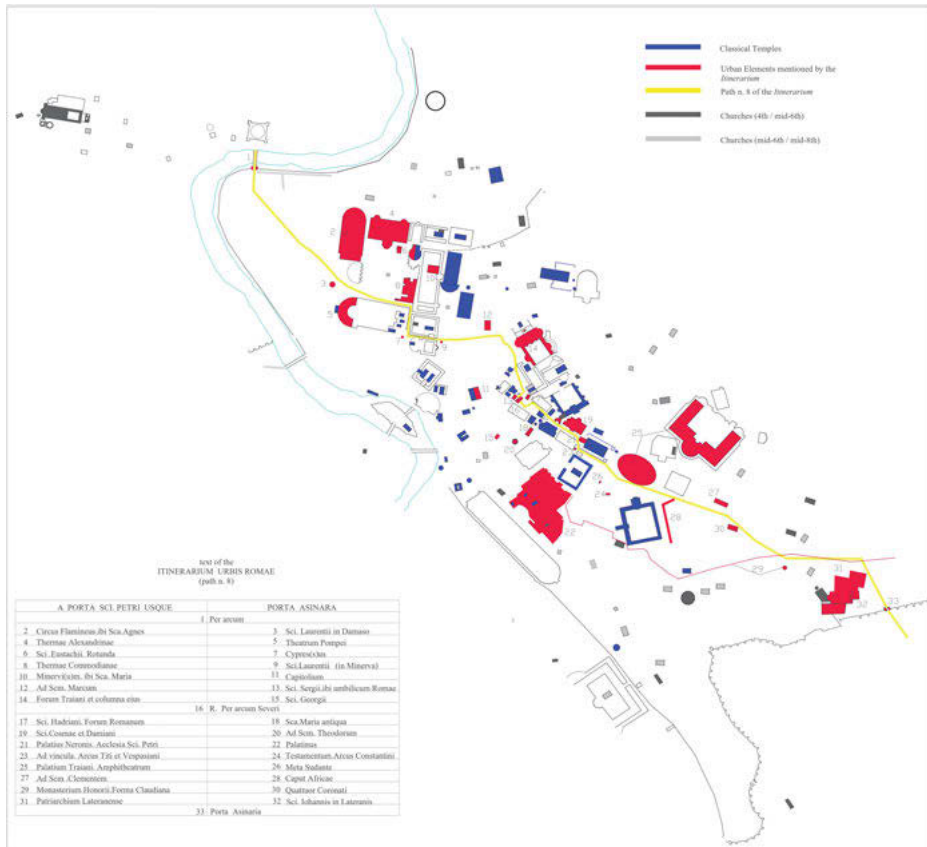 Classical Temples
Urban Elements mentioned by the
Itinerarium
Path n. 8 of the Itinerarium
Churches (4th / mid-6th)
Churches (mid-6th / mid-8th)
text of the
ITINERARIUM URBIS ROMAE
(path n. 8)
A PORTA SCI. PETRI USQUE PORTA ASINARA
1 Per arcum
2 Circus Flamineus.ibi Sca.Agnes 3 Sci. Laurentii in Damaso
4 Thermae Alexandrinae 5 Theatrum Pompei
6 Sci. Eustachii. Rotunda 7 Cypres(s)us
8 Thermae Commodianae 9 Sci.Laurentii (in Minerva)
10 Minervi(u)m. ibi Sca. Maria 11 Capitolium
12 Ad Scm. Marcum 13 Sci. Sergii.ibi umbilicum Romae
14 Forum Traiani et columna eius 15 Sci. Georgii
16 R. Per arcum Severi
17 Sci. Hadriani. Forum Romanum 18 Sca.Maria antiqua
19 Sci.Cosmae et Damiani 20 Ad Scm. Theodorum
21 Palatius Neronis. Aeclesia Sci. Petri 22 Palatinus
23 Ad vincula. Arcus Titi et Vespasiani 24 Testamentum.Arcus Constantini
25 Palatium Traiani. Amphitheatrum 26 Meta Sudante
27 Ad Scm .Clementem 28 Caput Africae
29 Monasterium.Honorii.Forma Claudiana 30 Quattuor Coronati
31 Patriarchium Lateranense 32 Sci. Iohannis in Lateranis
33 Porta Asinaria